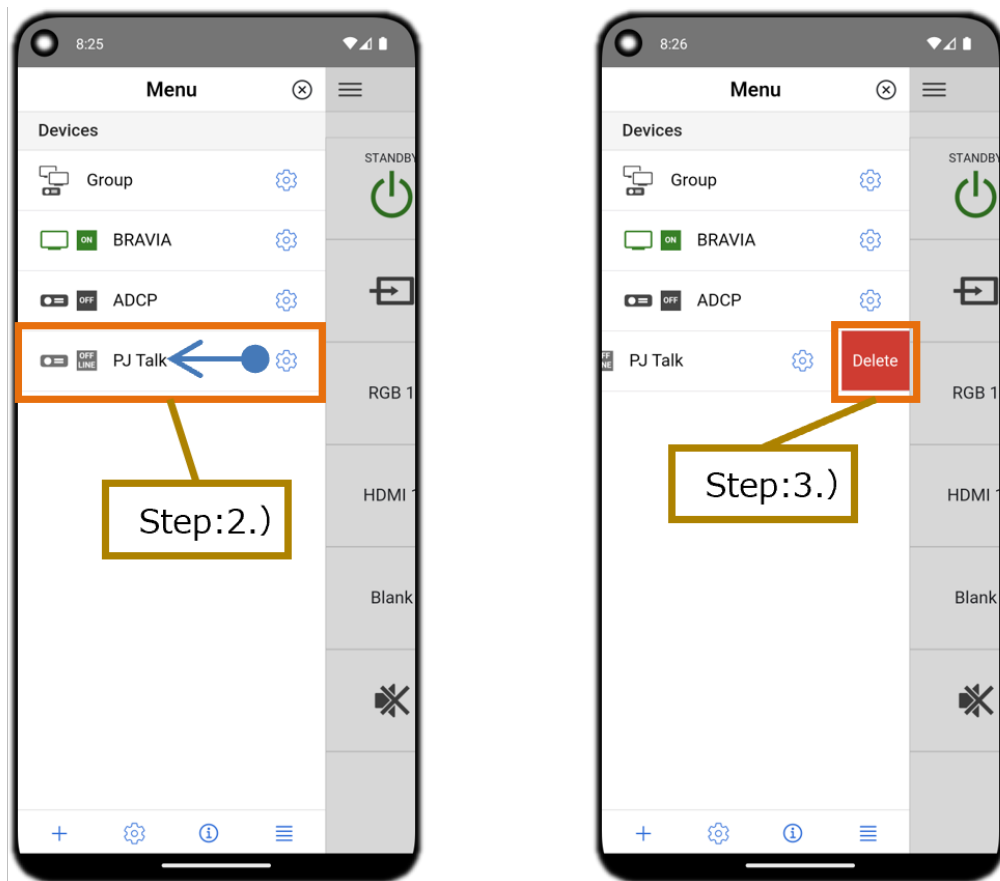 8:25
Menu
Devices
Group
ON BRAVIA
OFF ADCP
OFF LINE PJ Talk
Step:2.)
STANDBY
RGB 1
HDMI 1
Blank
8:26
Menu
Devices
Group
ON BRAVIA
OFF ADCP
PJ Talk
Delete
Step:3.)
STANDBY
RGB 1
HDMI 1
Blank